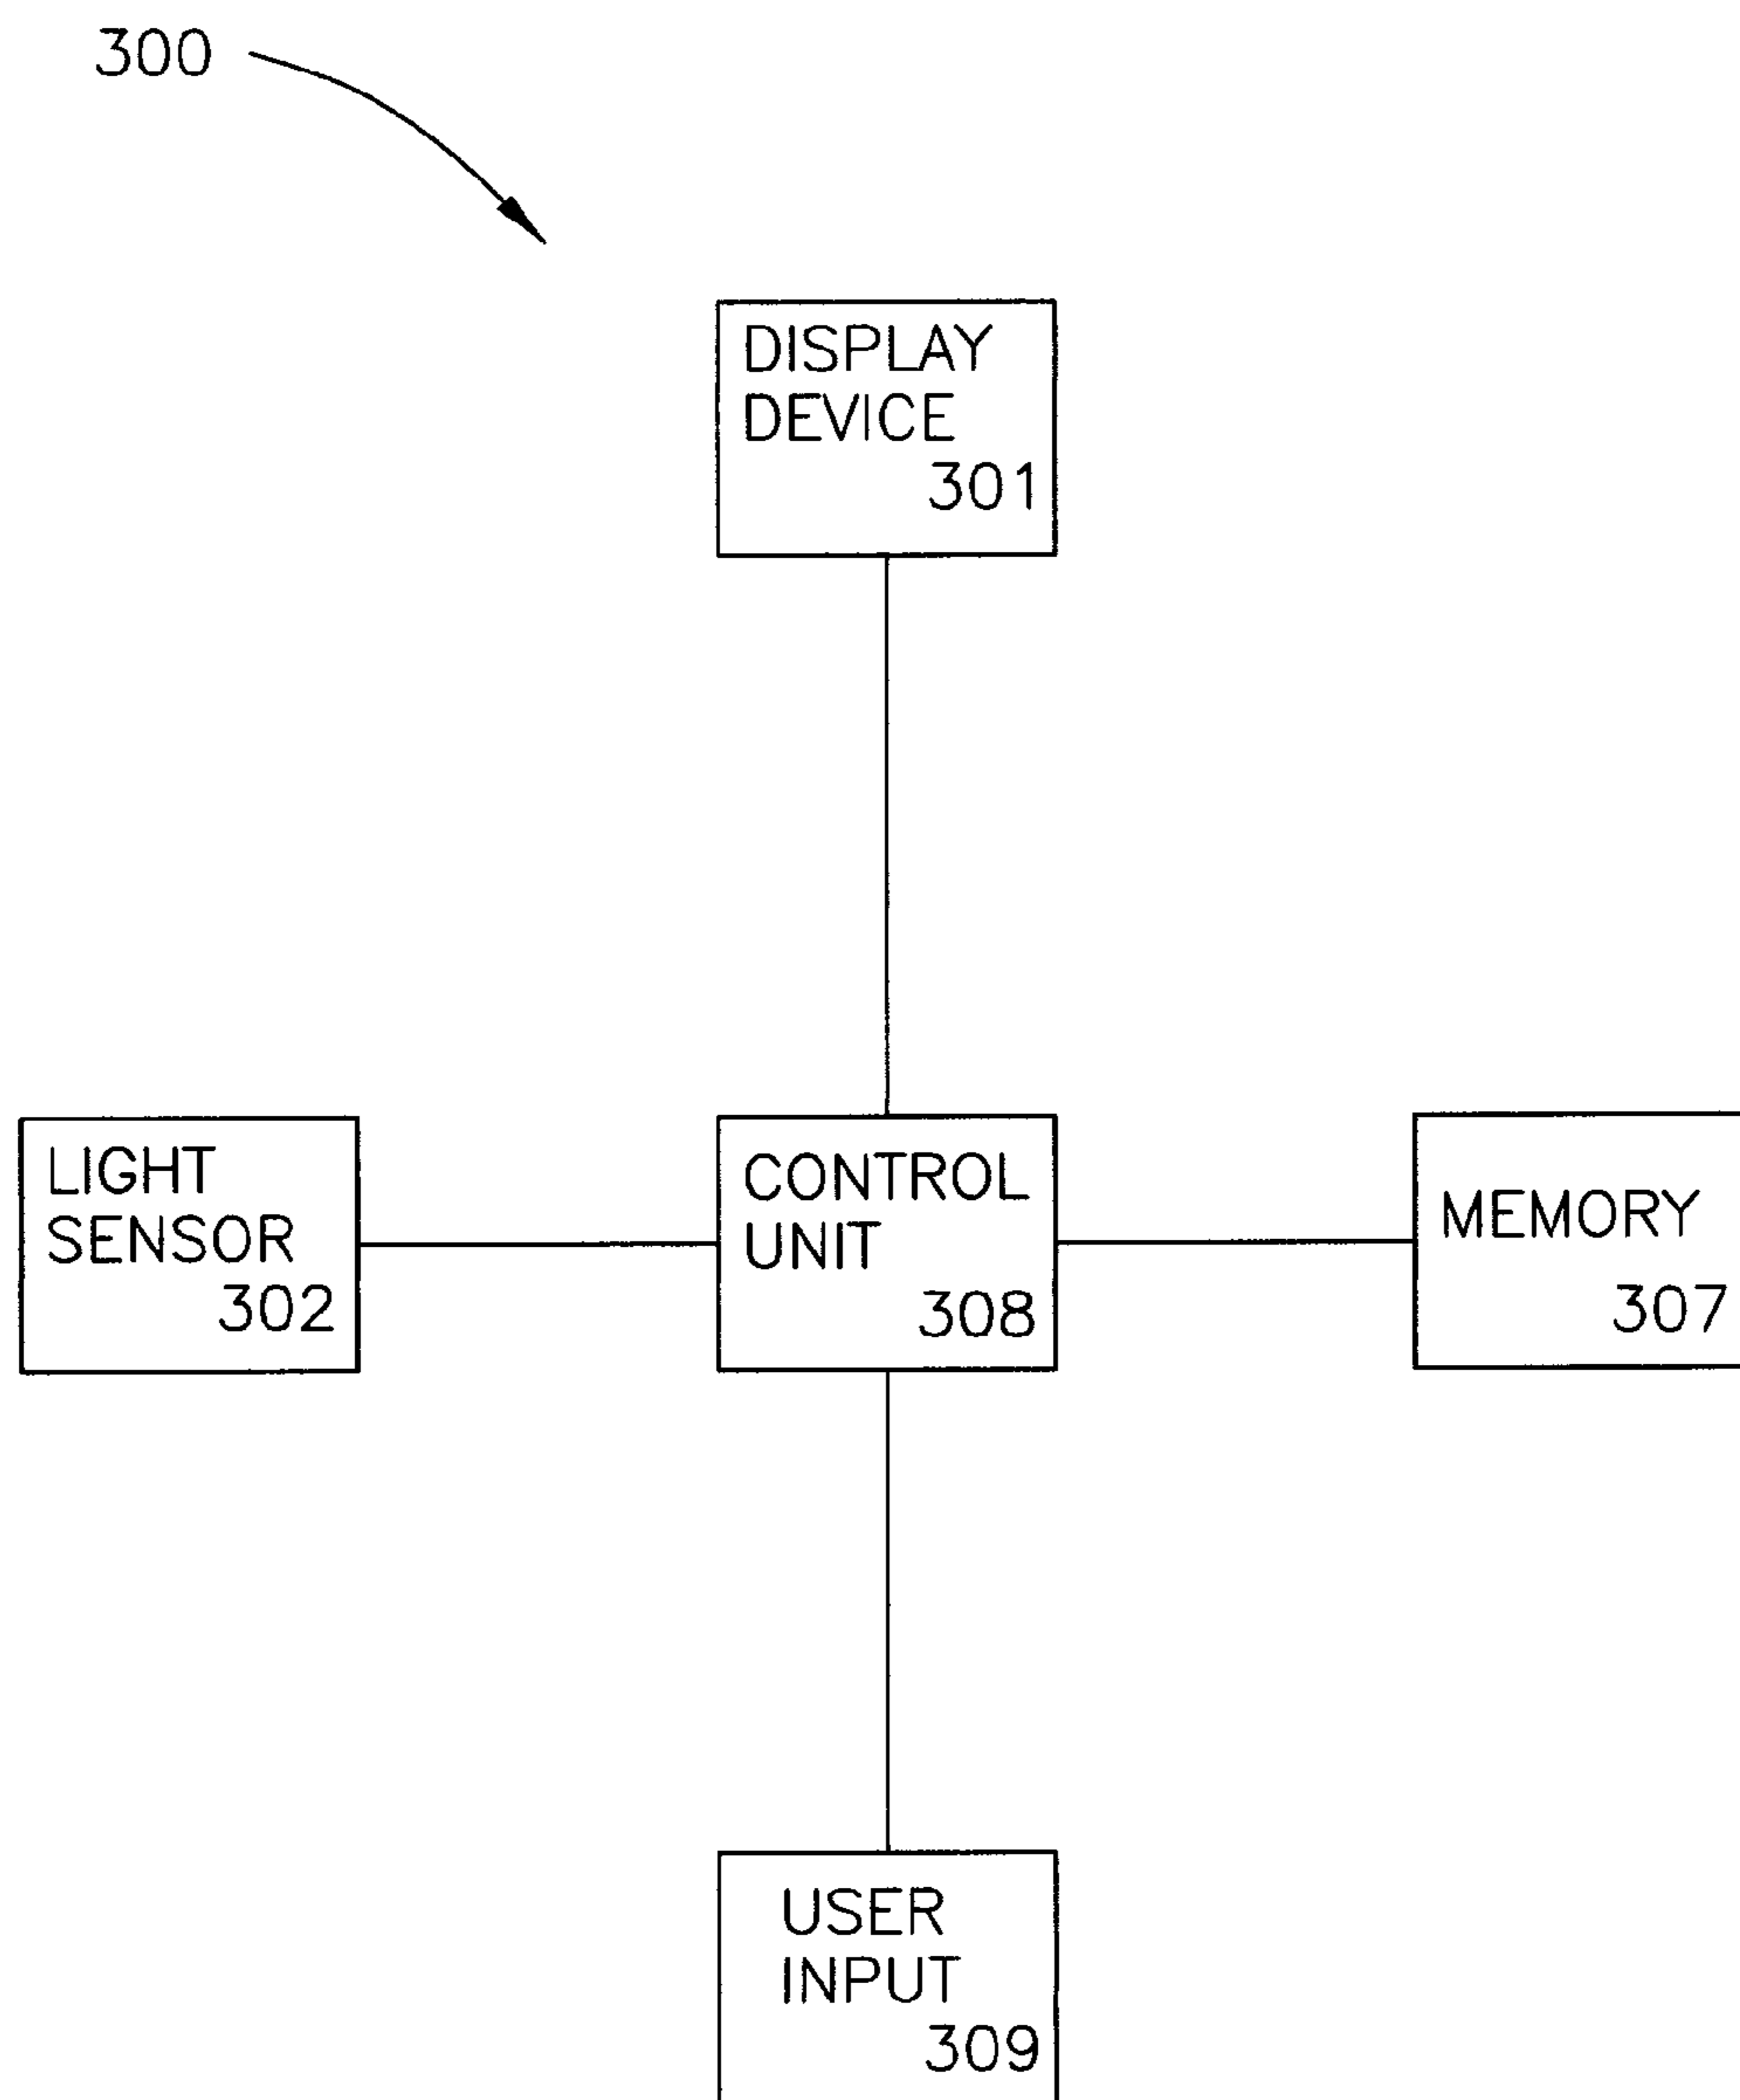 300
DISPLAY
DEVICE
301
LIGHT
SENSOR
302
CONTROL
UNIT
308
MEMORY
307
USER
INPUT
309